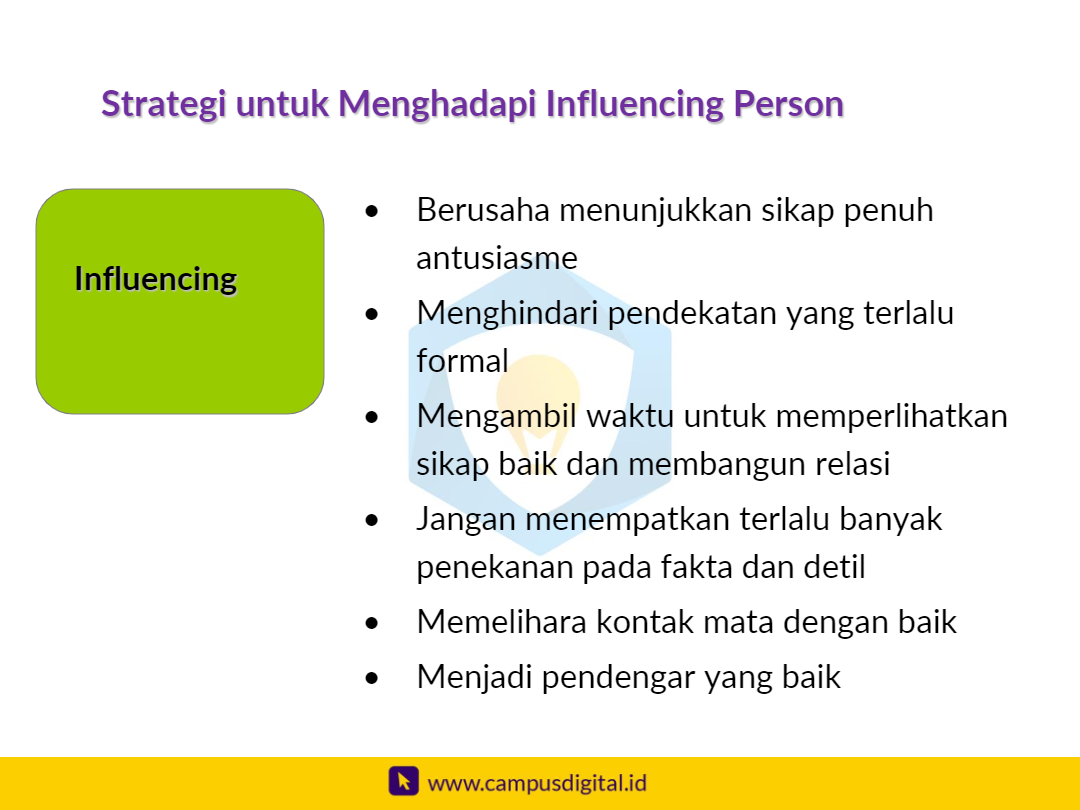 Strategi untuk Menghadapi Influencing Person
Influencing
• Berusaha menunjukkan sikap penuh
antusiasme
• Menghindari pendekatan yang terlalu
formal
• Mengambil waktu untuk memperlihatkan
sikap baik dan membangun relasi
• Jangan menempatkan terlalu banyak
penekanan pada fakta dan detil
• Memelihara kontak mata dengan baik
• Menjadi pendengar yang baik
www.campusdigital.id